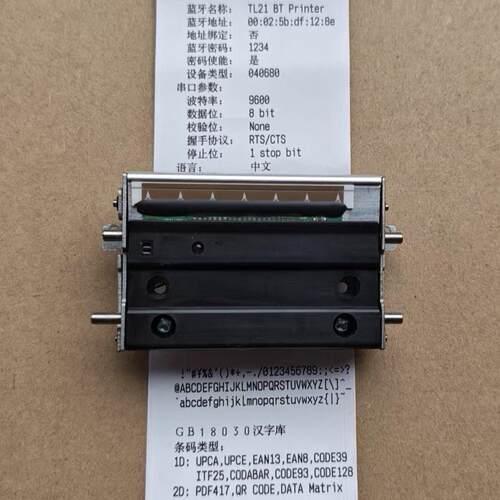 蓝牙名称： TL21 BT Printer
蓝牙地址： 00:02:5b:df:12:8e
地址绑定： 否
蓝牙密码： 1234
密码使能： 是
设备类型： 040680
串口参数：
波特率： 9600
数据位： 8 bit
校验位： None
握手协议： RTS/CTS
停止位： 1 stop bit
语言： 中文
!"#$%&'()*+,-./0123456789:;<=>?
@ABCDEFGHIJKLMNOPQRSTUVWXYZ[\]^_
`abcdefghijklmnopqrstuvwxyz{|}~
GB18030汉字库
条码类型：
1D: UPCA,UPCE,EAN13,EAN8,CODE39
ITF25,CODABAR,CODE93,CODE128
2D: PDF417,QR CODE,DATA Matrix